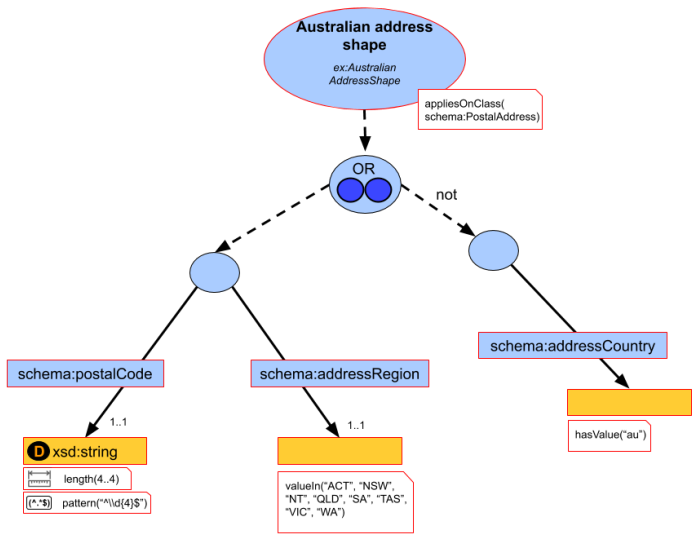 Australian address
shape
ex:Australian
AddressShape
appliesOnClass(
schema:PostalAddress)
OR
not
schema:addressCountry
schema:postalCode
schema:addressRegion
1..1
1..1
D xsd:string
hasValue(“au”)
length(4..4)
(^.*$) pattern(“^\\d{4}$”)
valueIn(“ACT”, “NSW”,
“NT”, “QLD”, “SA”, “TAS”,
“VIC”, “WA”)